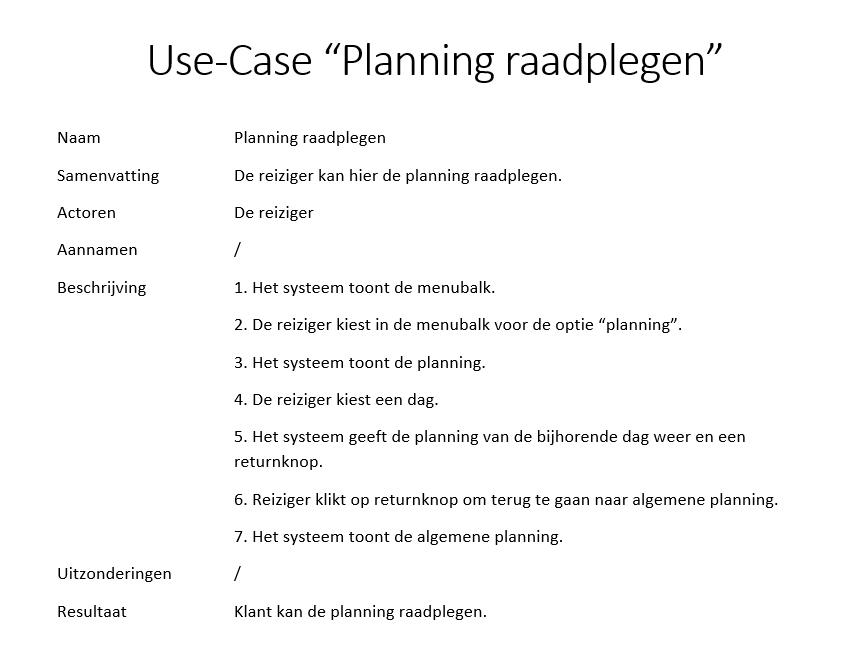 Use-Case “Planning raadplegen”
Naam Planning raadplegen
Samenvatting De reiziger kan hier de planning raadplegen.
Actoren De reiziger
Aannamen /
Beschrijving 1. Het systeem toont de menubalk.
2. De reiziger kiest in de menubalk voor de optie “planning”.
3. Het systeem toont de planning.
4. De reiziger kiest een dag.
5. Het systeem geeft de planning van de bijhorende dag weer en een
returnknop.
6. Reiziger klikt op returnknop om terug te gaan naar algemene planning.
7. Het systeem toont de algemene planning.
Uitzonderingen /
Resultaat Klant kan de planning raadplegen.